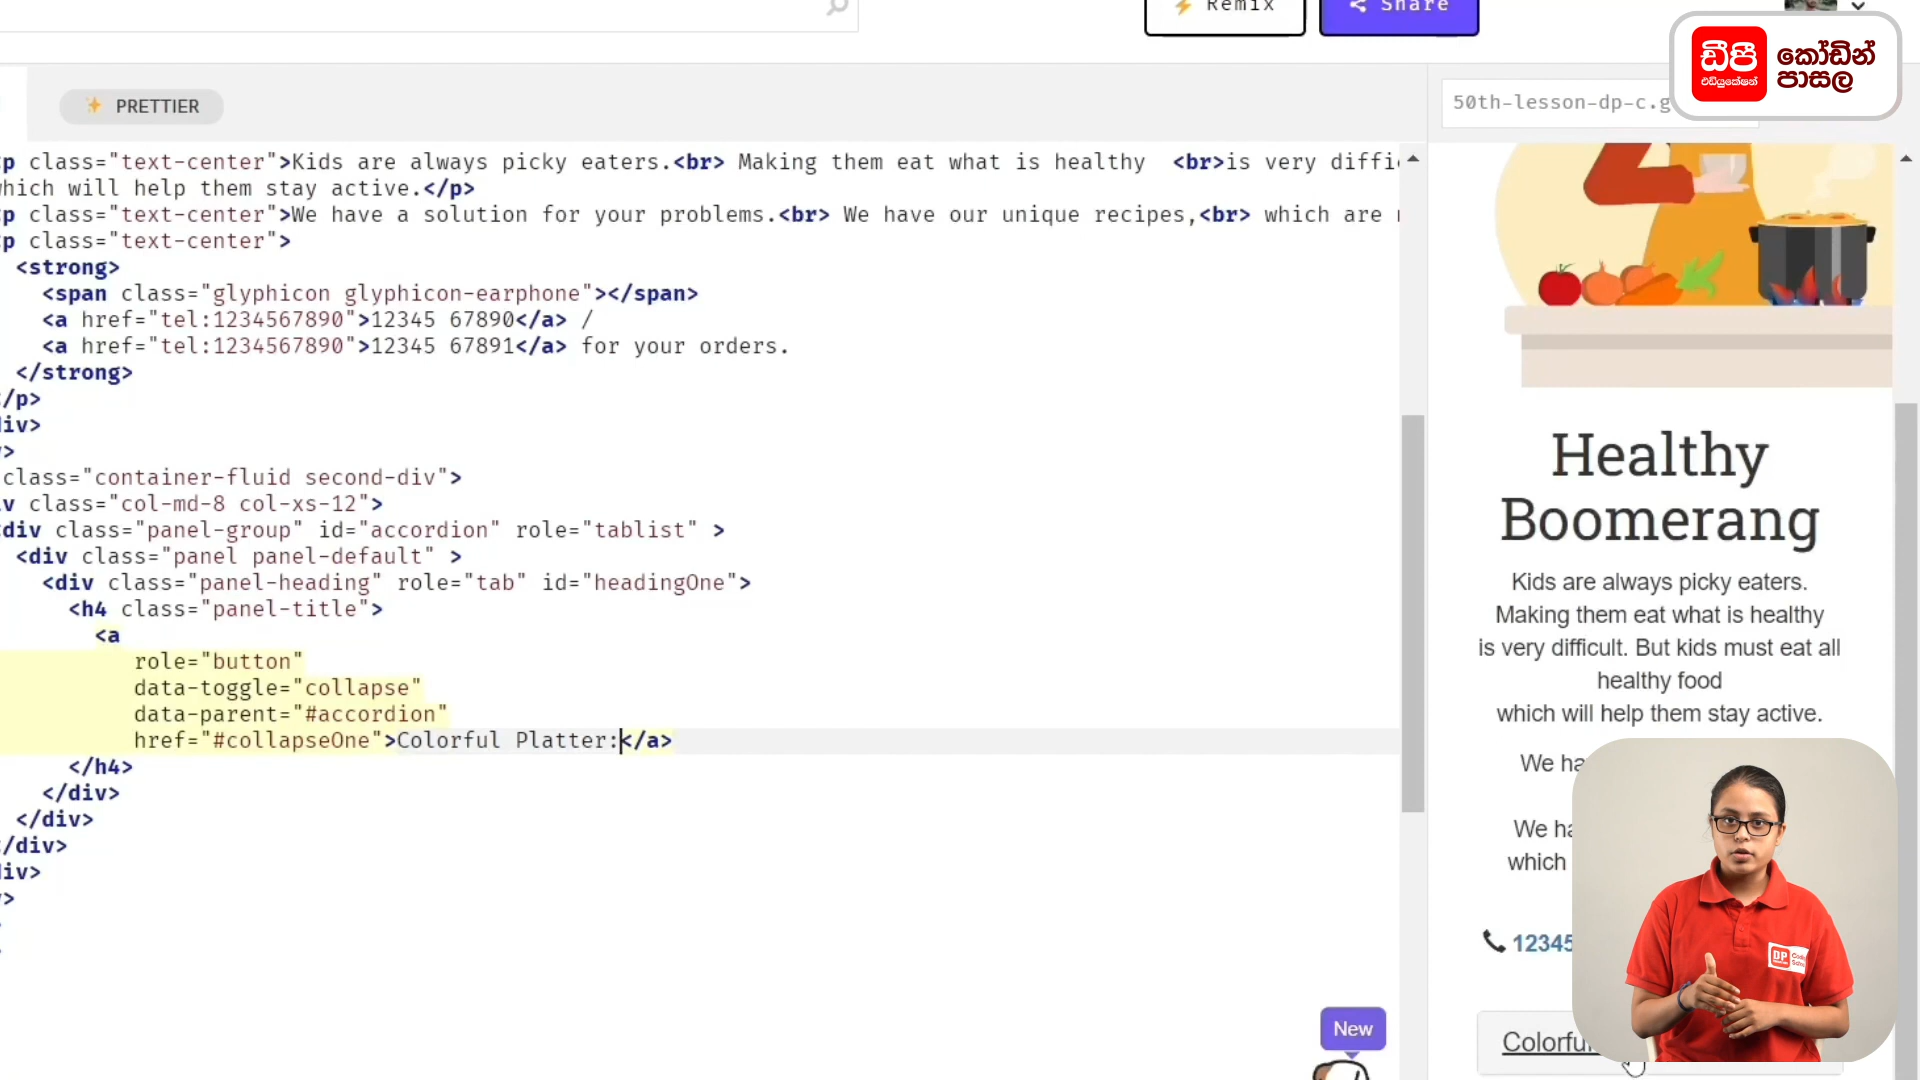 Remix
Share
ඩීපී
එඩියුකේෂන්
කෝඩින්
පාසල
PRETTIER
50th-lesson-dp-c.g
p class="text-center">Kids are always picky eaters.<br> Making them eat what is healthy  <br>is very diffi
which will help them stay active.</p>
p class="text-center">We have a solution for your problems.<br> We have our unique recipes,<br> which are
p class="text-center">
<strong>
<span class="glyphicon glyphicon-earphone"></span>
<a href="tel:1234567890">12345 67890</a> /
<a href="tel:1234567890">12345 67891</a> for your orders.
</strong>
/p>
div>
>
class="container-fluid second-div">
v class="col-md-8 col-xs-12">
div class="panel-group" id="accordion" role="tablist" >
<div class="panel panel-default" >
<div class="panel-heading" role="tab" id="headingOne">
<h4 class="panel-title">
<a
role="button"
data-toggle="collapse"
data-parent="#accordion"
href="#collapseOne">Colorful Platter:</a>
</h4>
</div>
</div>
/div>
div>
>
Healthy
Boomerang
Kids are always picky eaters.
Making them eat what is healthy
is very difficult. But kids must eat all
healthy food
which will help them stay active.
We ha
We ha
which
12345
Colorfu
New
DP